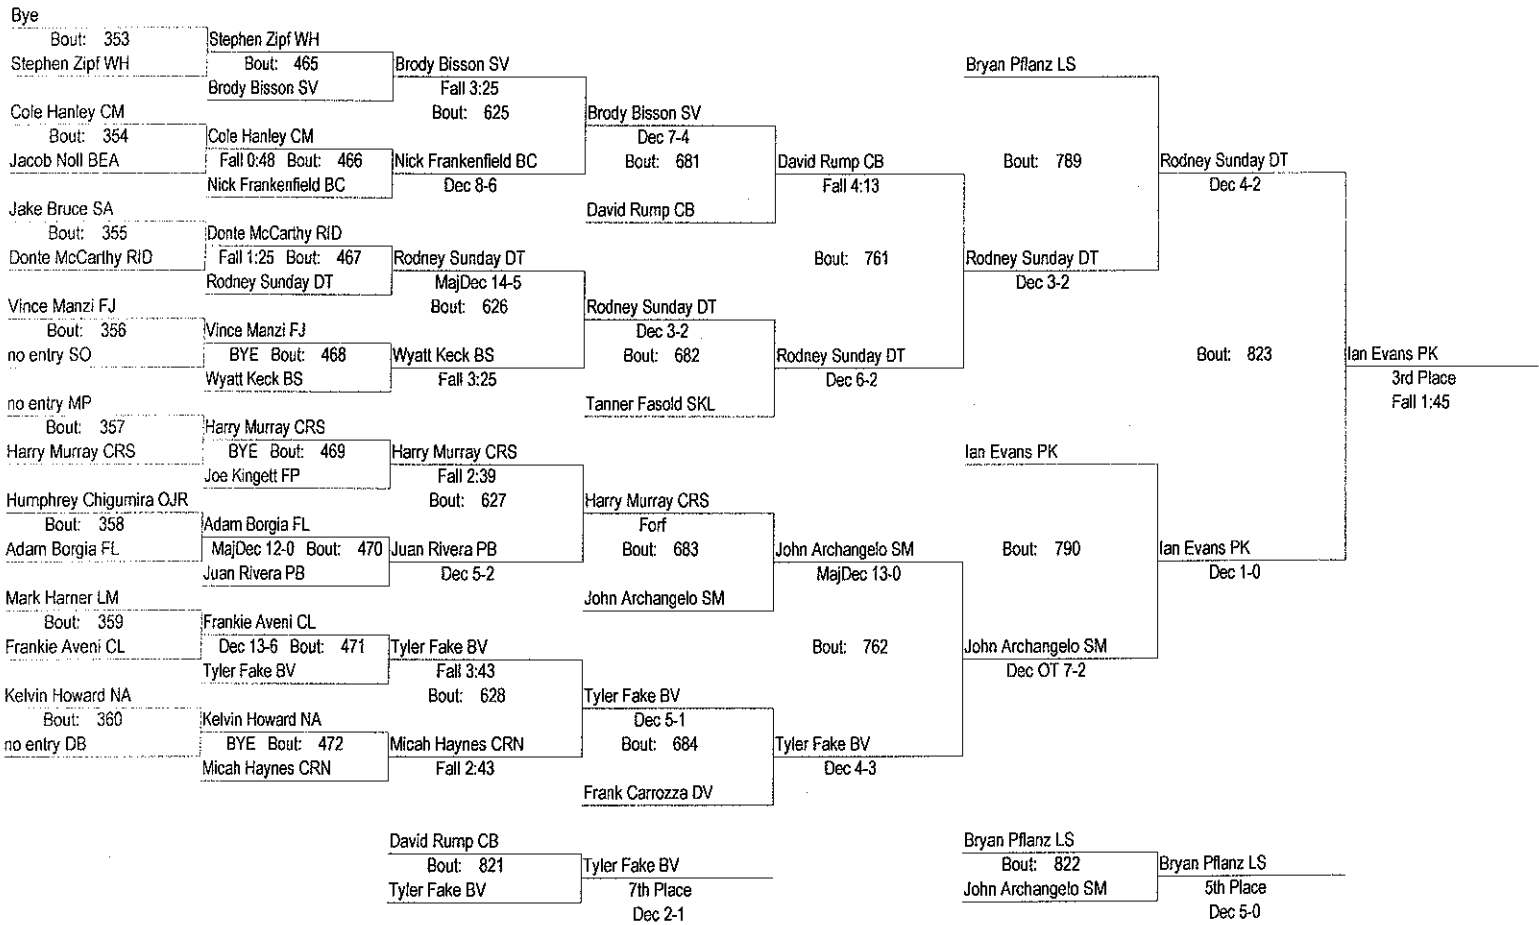 Bye
Bout: 353
Stephen Zipf WH
Cole Hanley CM
Bout: 354
Jacob Noll BEA
Jake Bruce SA
Bout: 355
Donte McCarthy RID
Vince Manzi FJ
Bout: 356
no entry SO
no entry MP
Bout: 357
Harry Murray CRS
Humphrey Chigumira OJR
Bout: 358
Adam Borgia FL
Mark Harner LM
Bout: 359
Frankie Aveni CL
Kelvin Howard NA
Bout: 360
no entry DB
Stephen Zipf WH
Bout: 465
Brody Bisson SV
Cole Hanley CM
Fall 0:48 Bout: 466
Nick Frankenfield BC
Donte McCarthy RID
Fall 1:25 Bout: 467
Rodney Sunday DT
Vince Manzi FJ
BYE Bout: 468
Wyatt Keck BS
Harry Murray CRS
BYE Bout: 469
Joe Kingett FP
Adam Borgia FL
MajDec 12-0 Bout: 470
Juan Rivera PB
Frankie Aveni CL
Dec 13-6 Bout: 471
Tyler Fake BV
Kelvin Howard NA
BYE Bout: 472
Micah Haynes CRN
Brody Bisson SV
Fall 3:25
Bout: 625
Nick Frankenfield BC
Dec 8-6
Rodney Sunday DT
MajDec 14-5
Bout: 626
Wyatt Keck BS
Fall 3:25
Harry Murray CRS
Fall 2:39
Bout: 627
Juan Rivera PB
Dec 5-2
Tyler Fake BV
Fall 3:43
Bout: 628
Micah Haynes CRN
Fall 2:43
Brody Bisson SV
Dec 7-4
Bout: 681
David Rump CB
Rodney Sunday DT
Dec 3-2
Bout: 682
Tanner Fasold SKL
Harry Murray CRS
Forf
Bout: 683
John Archangelo SM
Tyler Fake BV
Dec 5-1
Bout: 684
Frank Carrozza DV
David Rump CB
Fall 4:13
Bout: 761
Rodney Sunday DT
Dec 6-2
John Archangelo SM
MajDec 13-0
Bout: 762
Tyler Fake BV
Dec 4-3
Bryan Pflanz LS
Bout: 789
Rodney Sunday DT
Dec 3-2
Ian Evans PK
Bout: 790
John Archangelo SM
Dec OT 7-2
Rodney Sunday DT
Dec 4-2
Bout: 823
Ian Evans PK
Dec 1-0
Ian Evans PK
3rd Place
Fall 1:45
David Rump CB
Bout: 821
Tyler Fake BV
Tyler Fake BV
7th Place
Dec 2-1
Bryan Pflanz LS
Bout: 822
John Archangelo SM
Bryan Pflanz LS
5th Place
Dec 5-0